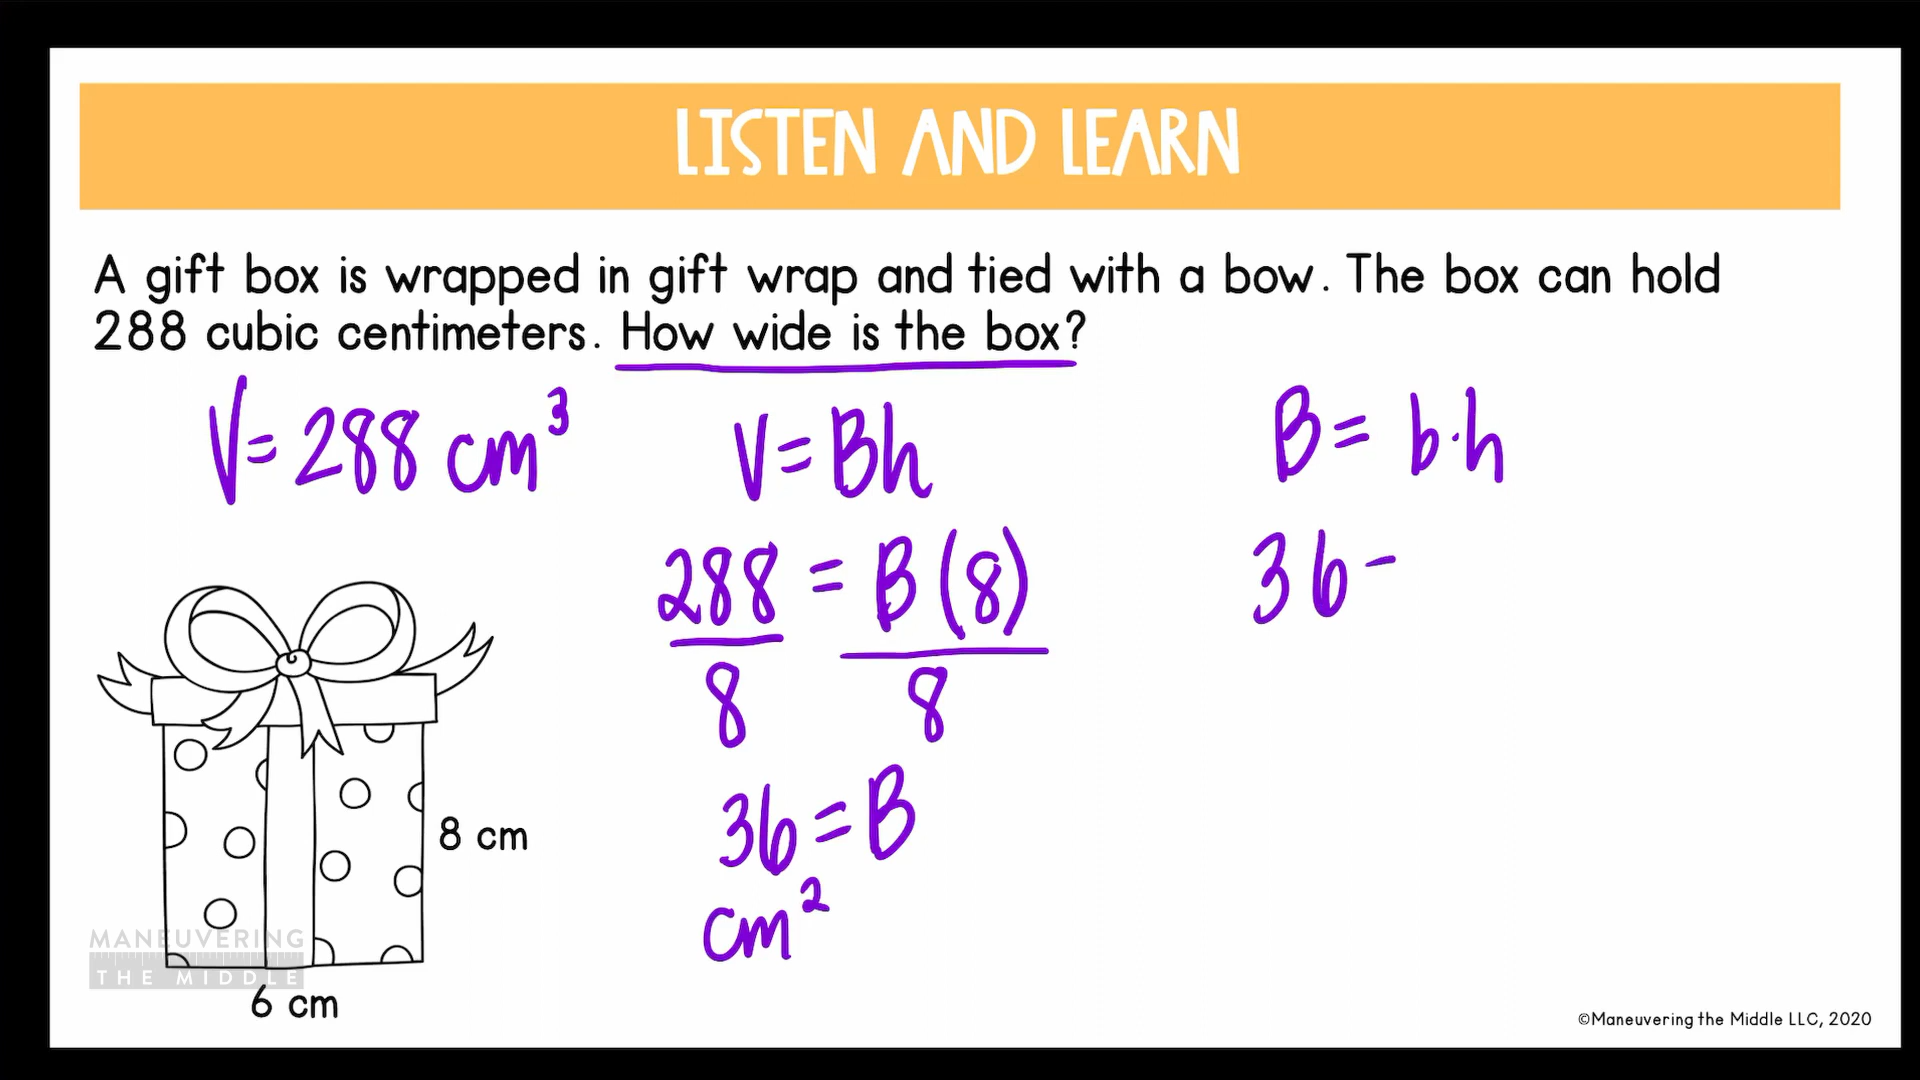 LISTEN AND LEARN
A gift box is wrapped in gift wrap and tied with a bow. The box can hold
288 cubic centimeters. How wide is the box?
V = 288 cm³
V = Bh
288 = B(8)
8 8
36 = B
cm²
B = b·h
36 -
8 cm
6 cm
MANEUVERING
THE MIDDLE
©Maneuvering the Middle LLC, 2020